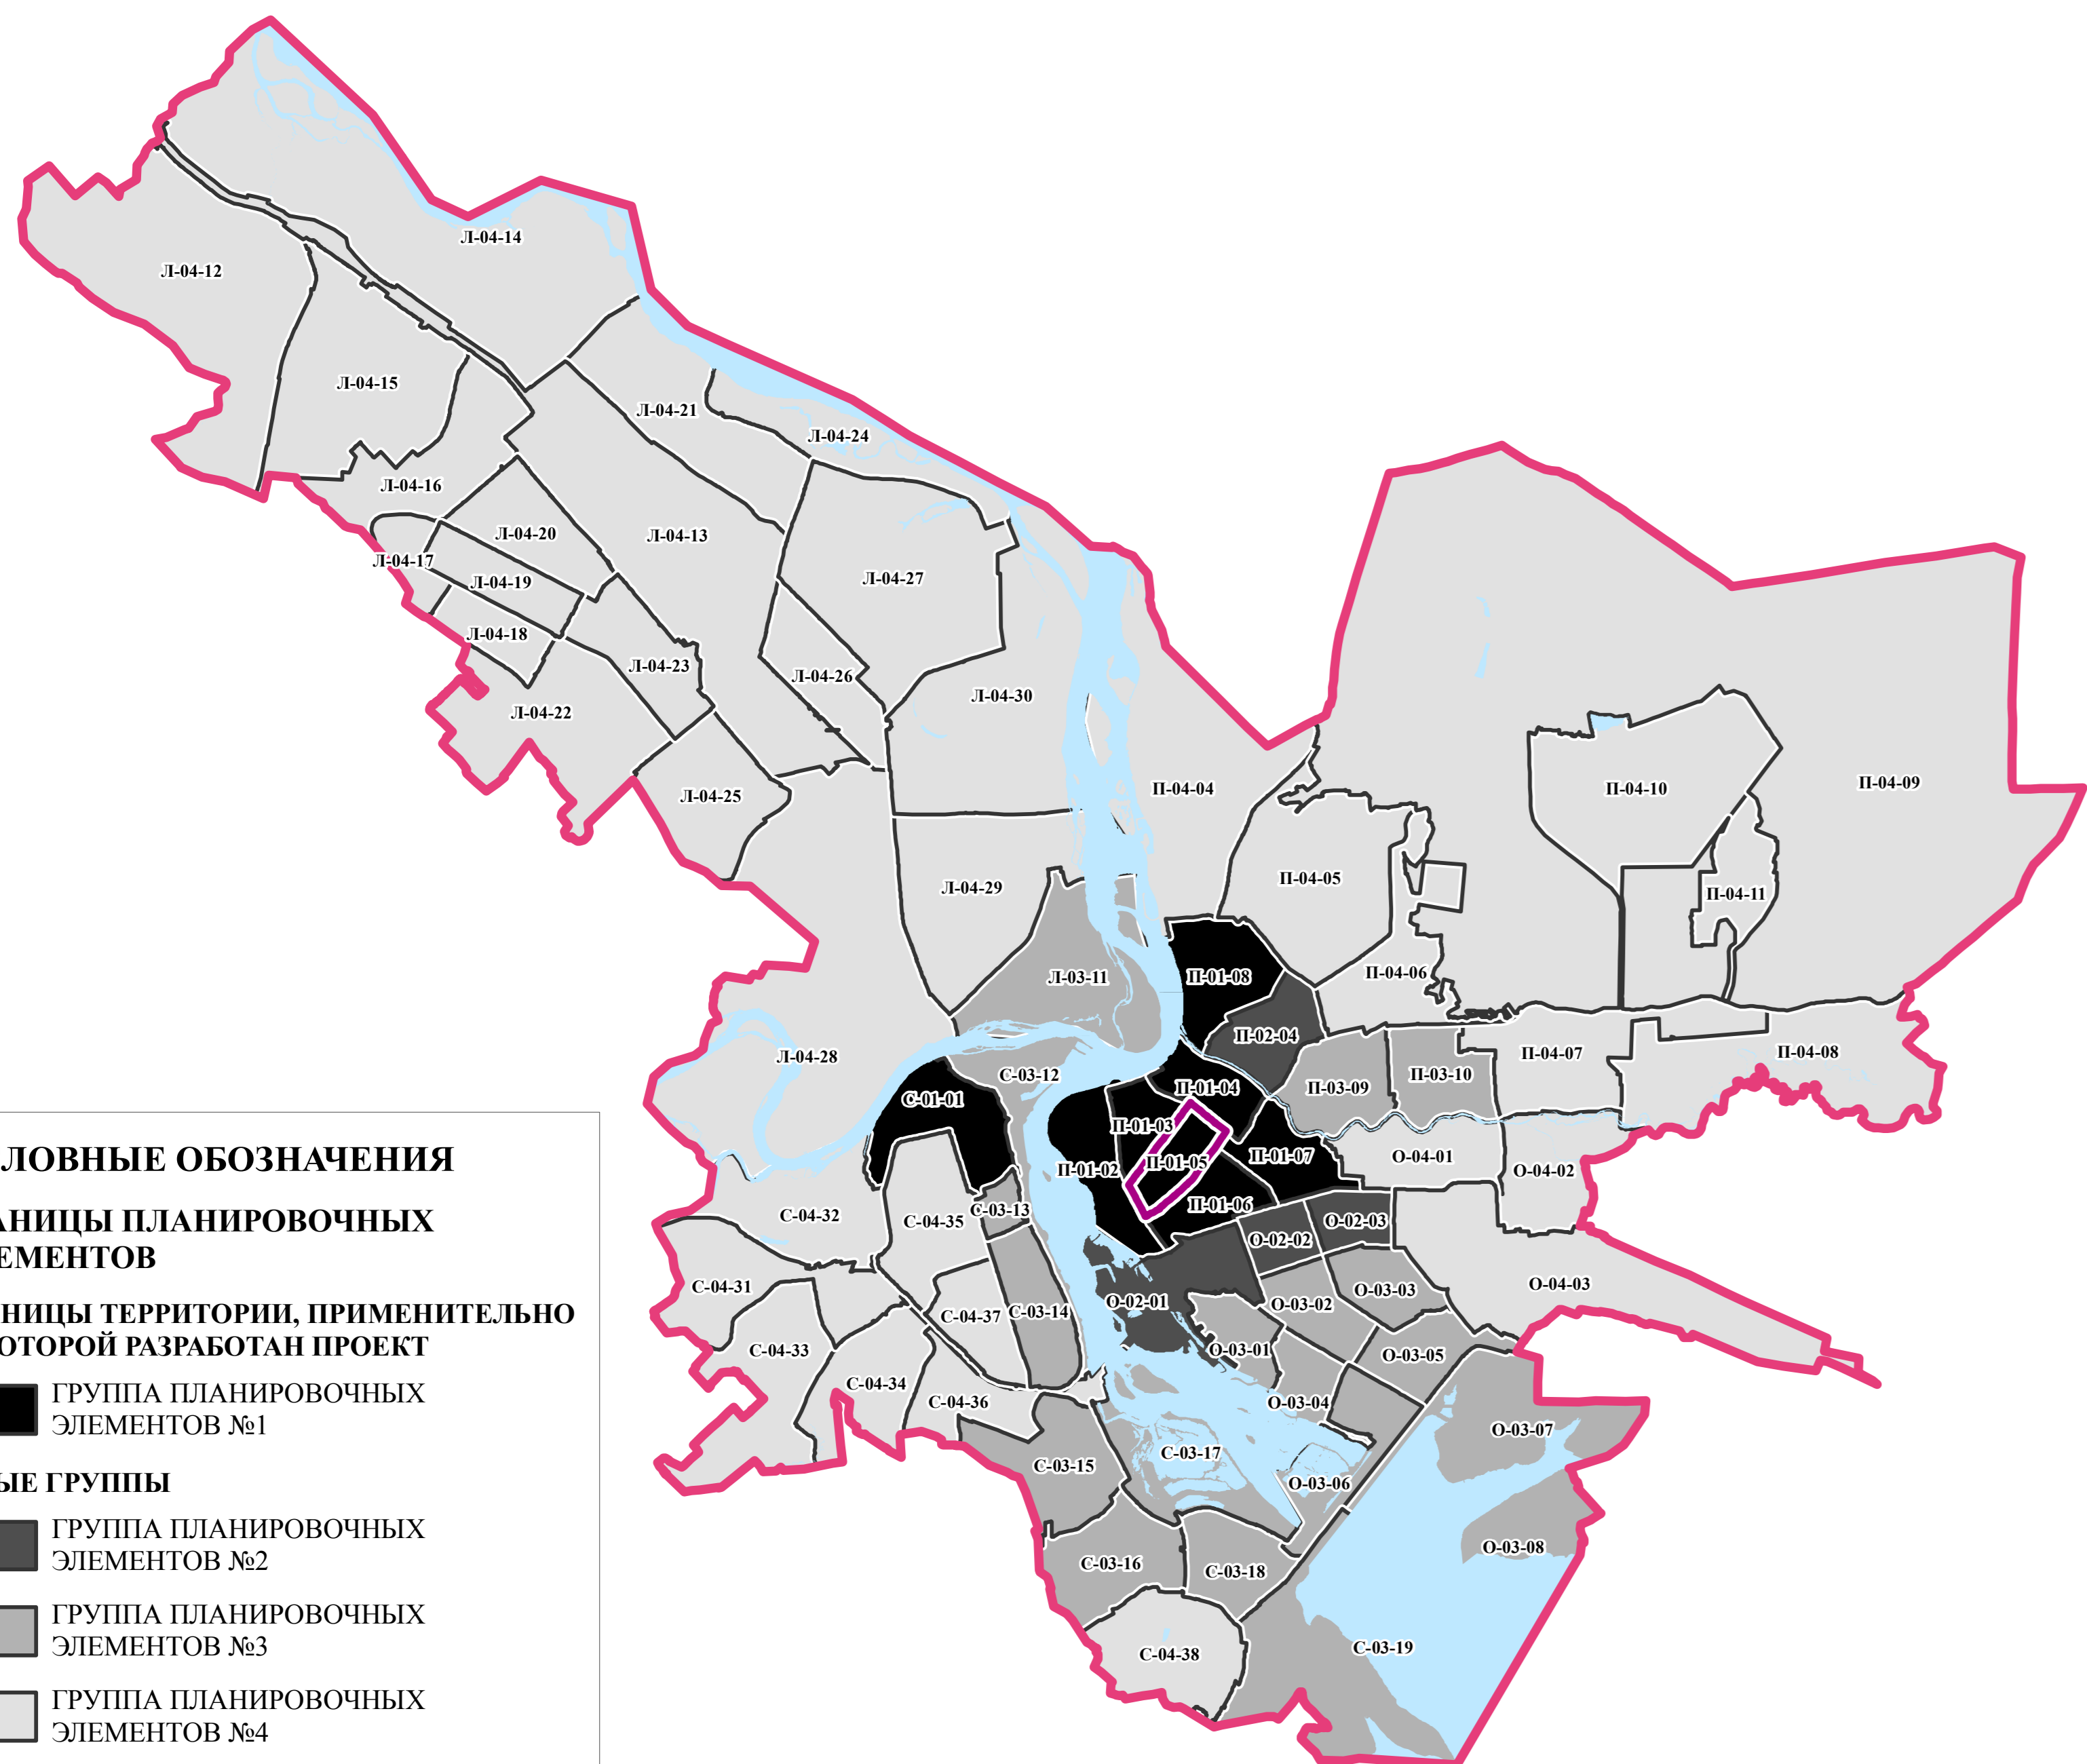 Л-04-14
Л-04-12
Л-04-15
Л-04-21
Л-04-24
Л-04-16
Л-04-20
Л-04-13
Л-04-17
Л-04-19
Л-04-27
Л-04-18
Л-04-23
Л-04-26
Л-04-30
Л-04-22
Л-04-25
П-04-04
П-04-10
П-04-09
Л-04-29
П-04-05
П-04-11
Л-03-11
П-01-08
П-04-06
П-02-04
Л-04-28
С-03-12
П-04-07
П-04-08
С-01-01
П-01-04
П-03-09
П-03-10
П-01-03
П-01-02
П-01-05
П-01-07
О-04-01
О-04-02
С-04-32
С-04-35
С-03-13
П-01-06
О-02-02
О-02-03
С-04-31
С-04-37
С-03-14
О-02-01
О-03-02
О-03-03
О-04-03
С-04-33
О-03-01
О-03-05
С-04-34
С-04-36
О-03-04
О-03-07
С-03-15
С-03-17
О-03-06
С-03-16
С-03-18
О-03-08
С-04-38
С-03-19
ЛОВНЫЕ ОБОЗНАЧЕНИЯ
АНИЦЫ ПЛАНИРОВОЧНЫХ
ЕМЕНТОВ
НИЦЫ ТЕРРИТОРИИ, ПРИМЕНИТЕЛЬНО
ОТОРОЙ РАЗРАБОТАН ПРОЕКТ
ГРУППА ПЛАНИРОВОЧНЫХ
ЭЛЕМЕНТОВ №1
ЫЕ ГРУППЫ
ГРУППА ПЛАНИРОВОЧНЫХ
ЭЛЕМЕНТОВ №2
ГРУППА ПЛАНИРОВОЧНЫХ
ЭЛЕМЕНТОВ №3
ГРУППА ПЛАНИРОВОЧНЫХ
ЭЛЕМЕНТОВ №4